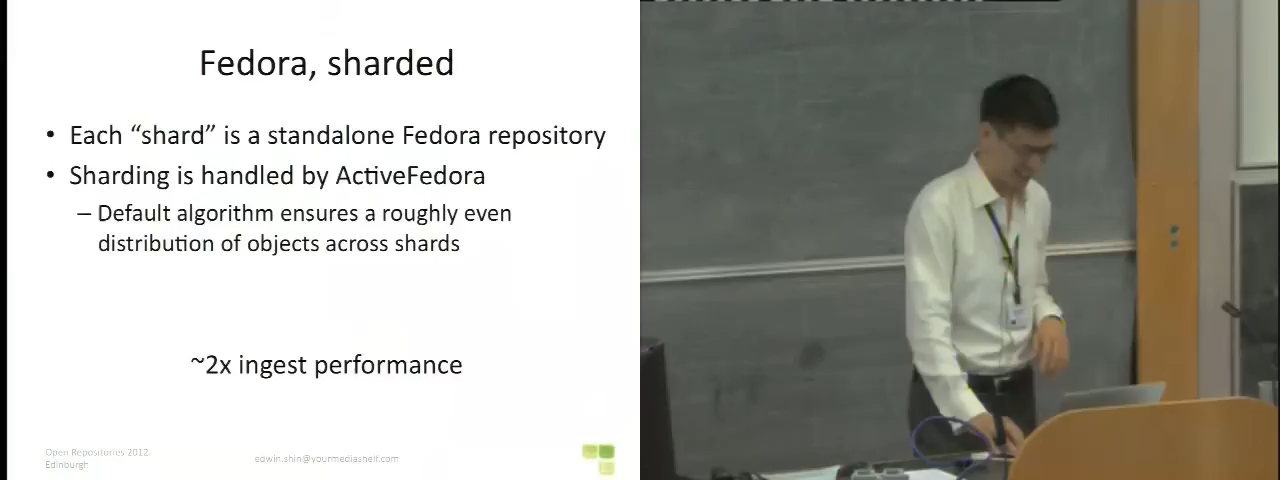 Fedora, sharded
• Each “shard” is a standalone Fedora repository
• Sharding is handled by ActiveFedora
– Default algorithm ensures a roughly even
distribution of objects across shards
~2x ingest performance
Open Repositories 2012,
Edinburgh
edwin.shin@yourmediashelf.com